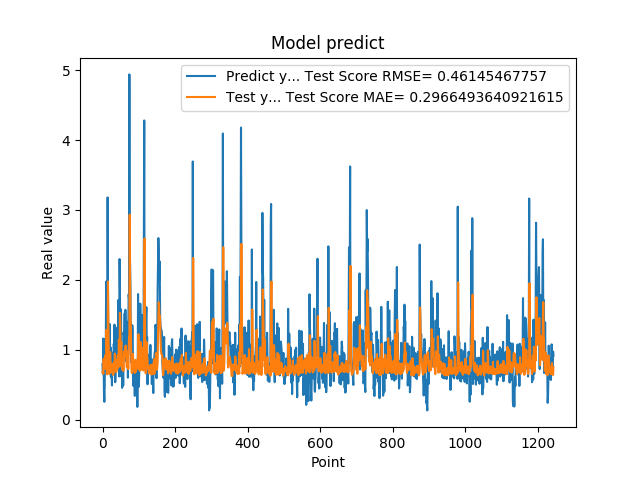 Model predict
Predict y... Test Score RMSE= 0.46145467757
Test y... Test Score MAE= 0.2966493640921615
Real value
5
4
3
2
1
0
0 200 400 600 800 1000 1200
Point